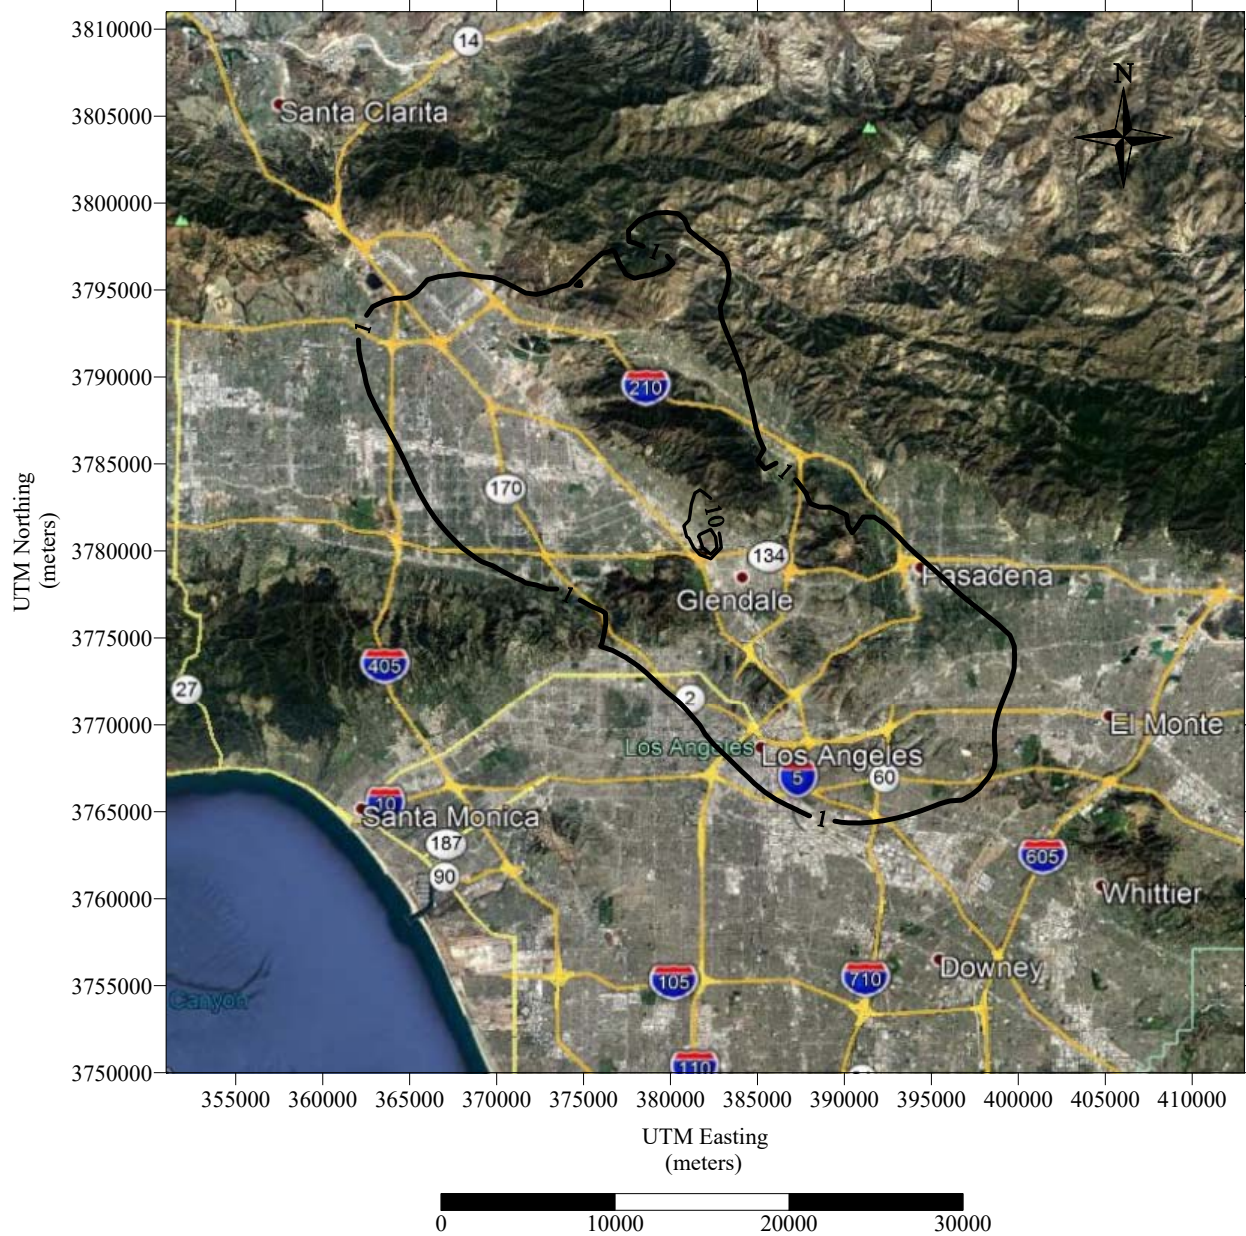 3810000
14
N
3805000
Santa Clarita
3800000
1
3795000
1
3790000
210
3785000
1
170
10
3780000
134
Pasadena
1
Glendale
3775000
405
27
2
3770000
El Monte
Los Angeles
Los Angeles
5
60
3765000
10
Santa Monica
1
187
605
90
3760000
Whittier
Downey
3755000
105
710
Canyon
110
3750000
355000 360000 365000 370000 375000 380000 385000 390000 395000 400000 405000 410000
UTM Northing
(meters)
UTM Easting
(meters)
0 10000 20000 30000